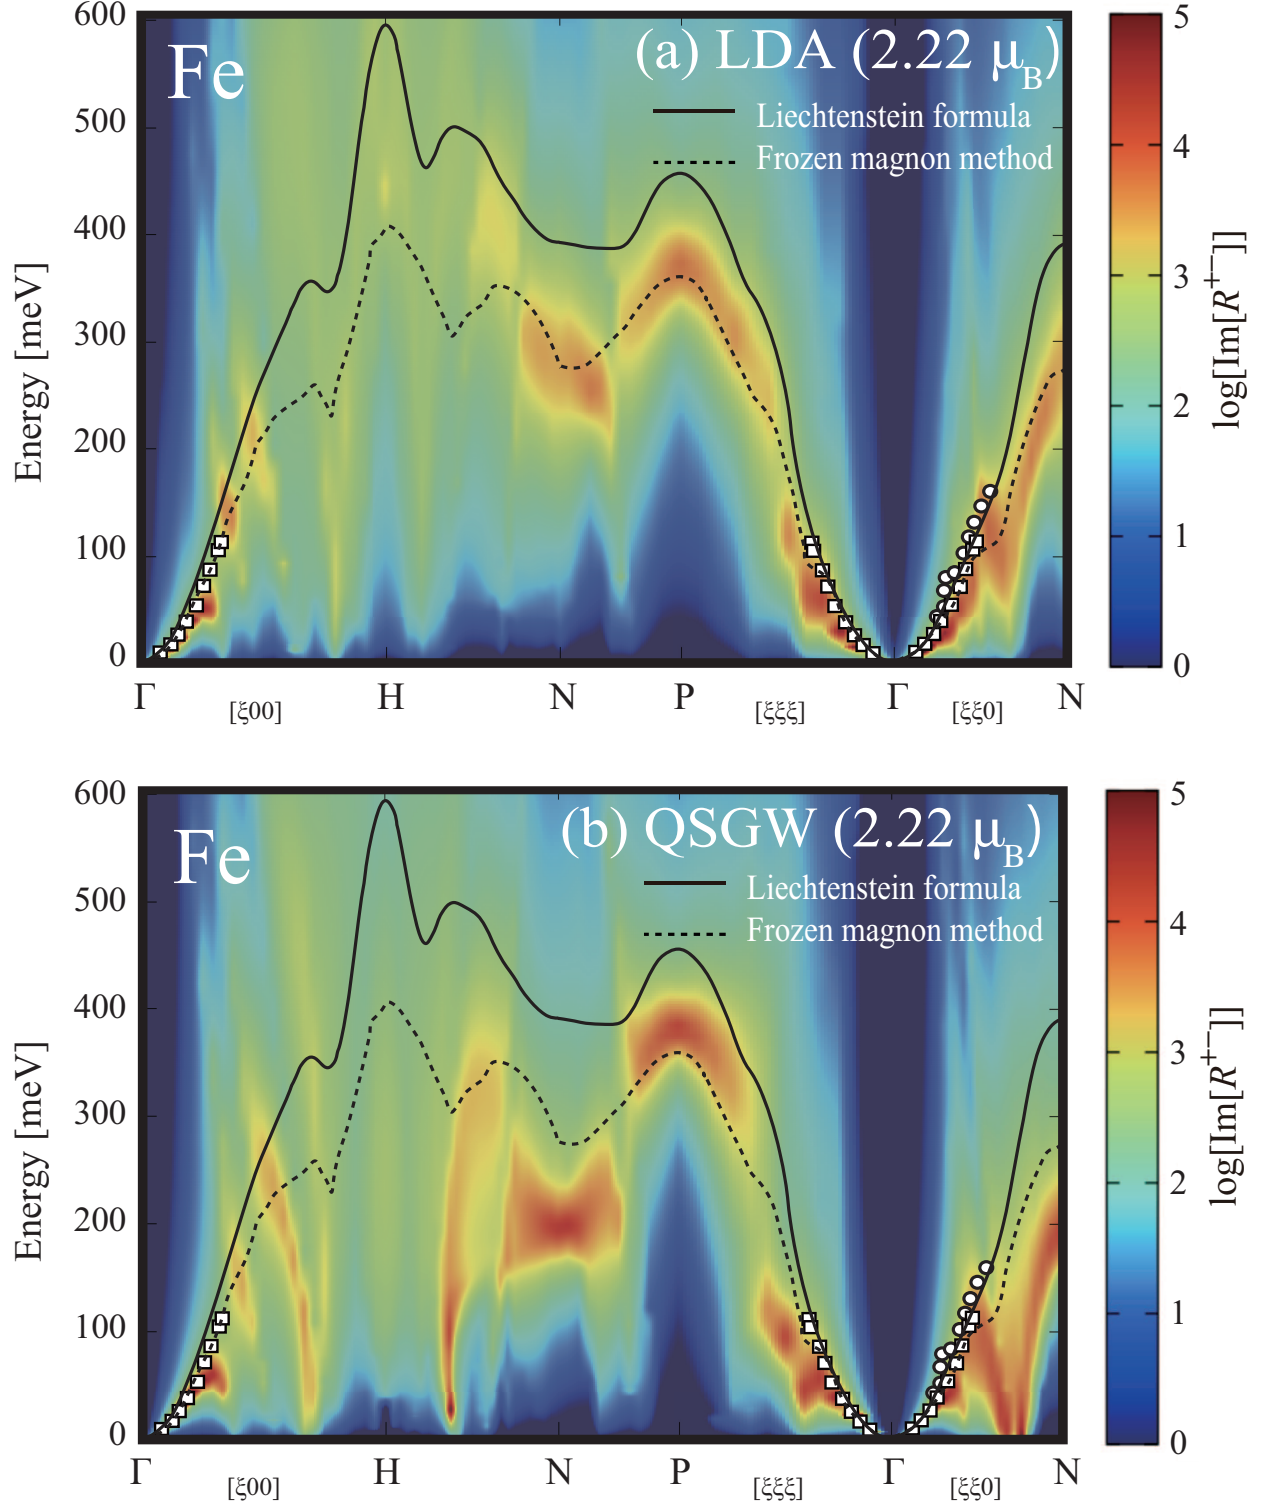 600
500
400
300
200
100
0
Energy [meV]
Fe
(a) LDA (2.22 μB)
Liechtenstein formula
Frozen magnon method
Γ
[ξ00]
H
N
P
[ξξξ]
Γ
[ξξ0]
N
5
4
3
2
1
0
log[Im[R+−]]
600
500
400
300
200
100
0
Energy [meV]
Fe
(b) QSGW (2.22 μB)
Liechtenstein formula
Frozen magnon method
Γ
[ξ00]
H
N
P
[ξξξ]
Γ
[ξξ0]
N
5
4
3
2
1
0
log[Im[R+−]]